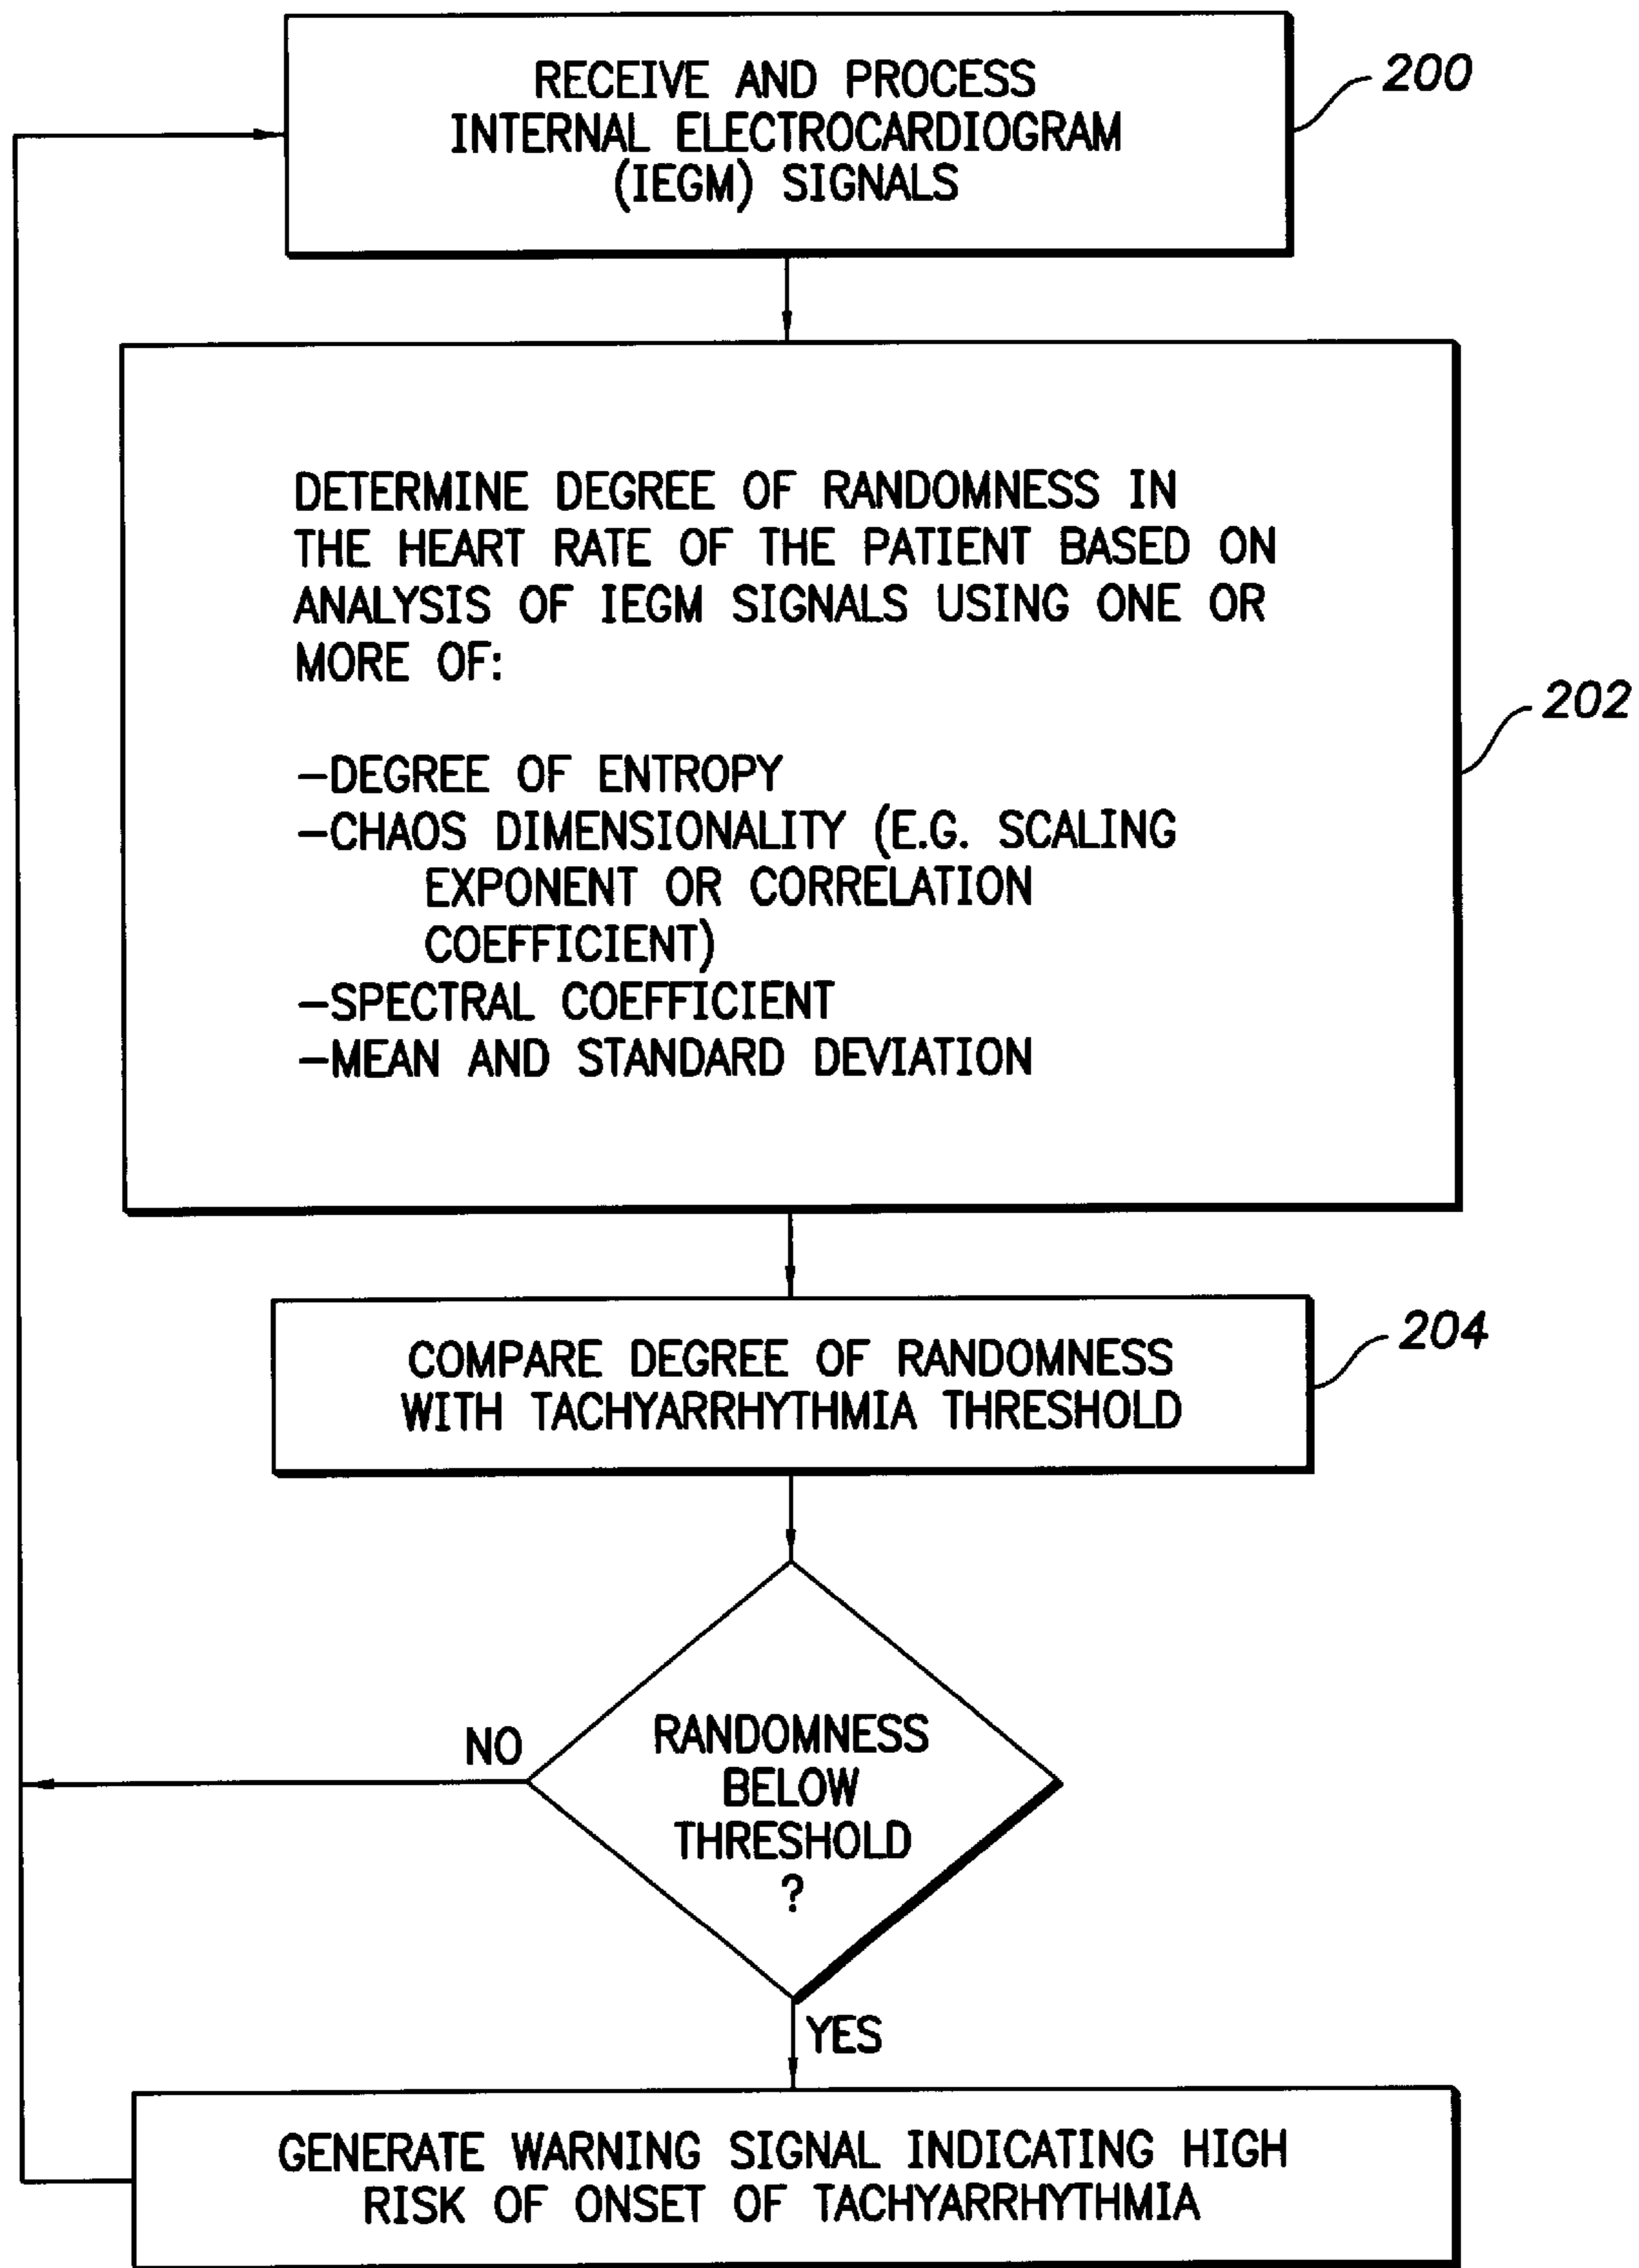 RECEIVE AND PROCESS
INTERNAL ELECTROCARDIOGRAM
(IEGM) SIGNALS
200
DETERMINE DEGREE OF RANDOMNESS IN
THE HEART RATE OF THE PATIENT BASED ON
ANALYSIS OF IEGM SIGNALS USING ONE OR
MORE OF:
-DEGREE OF ENTROPY
-CHAOS DIMENSIONALITY (E.G. SCALING
EXPONENT OR CORRELATION
COEFFICIENT)
-SPECTRAL COEFFICIENT
-MEAN AND STANDARD DEVIATION
202
COMPARE DEGREE OF RANDOMNESS
WITH TACHYARRHYTHMIA THRESHOLD
204
RANDOMNESS
BELOW
THRESHOLD
?
NO
YES
GENERATE WARNING SIGNAL INDICATING HIGH
RISK OF ONSET OF TACHYARRHYTHMIA